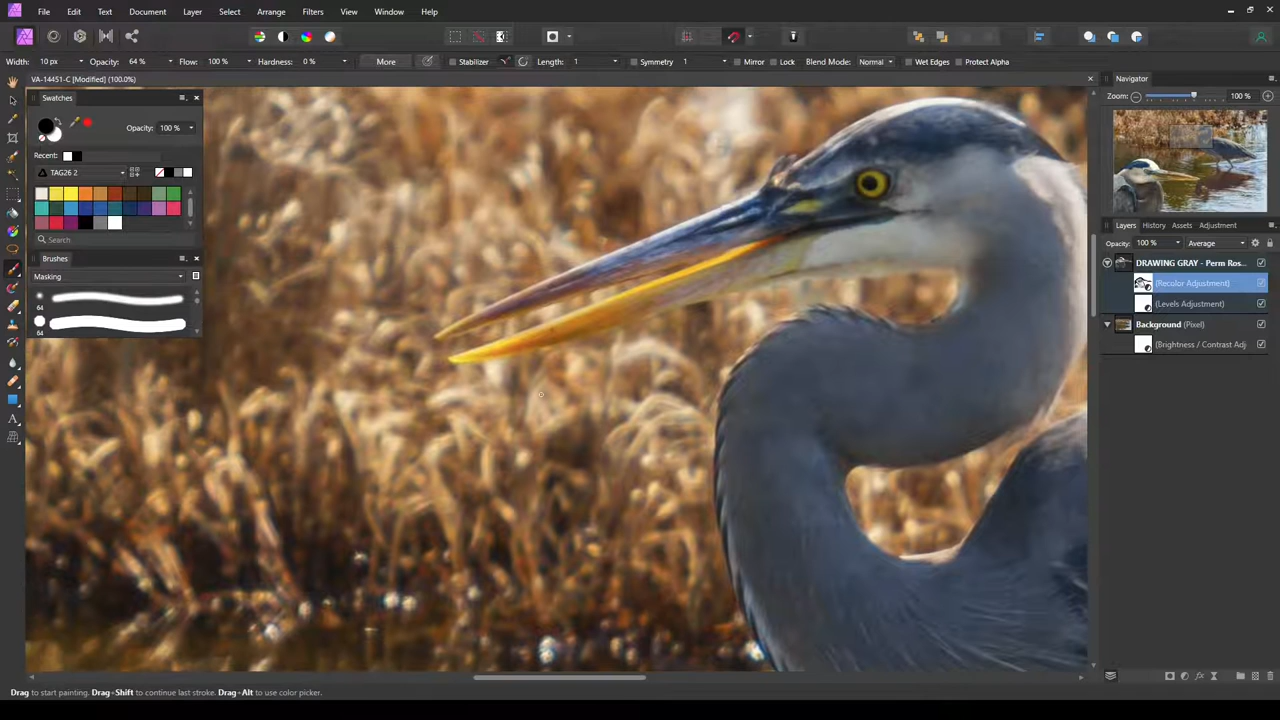 File Edit Text Document Layer Select Arrange Filters View Window Help
Width: 10 px Opacity: 64 % Flow: 100 % Hardness: 0 % More Stabilizer Length: 1 Symmetry 1 Mirror Lock Blend Mode: Normal Wet Edges Protect Alpha
VA-14451-C [Modified] (100.0%)
Swatches
Opacity: 100 %
Recent:
TAG26 2
Search
Brushes
Masking
64
64
Navigator
Zoom: 100 %
Layers History Assets Adjustment
Opacity: 100 % Average
DRAWING GRAY - Perm Ros...
(Recolor Adjustment)
(Levels Adjustment)
Background (Pixel)
(Brightness / Contrast Adj
Drag to start painting. Drag+Shift to continue last stroke. Drag+Alt to use color picker.